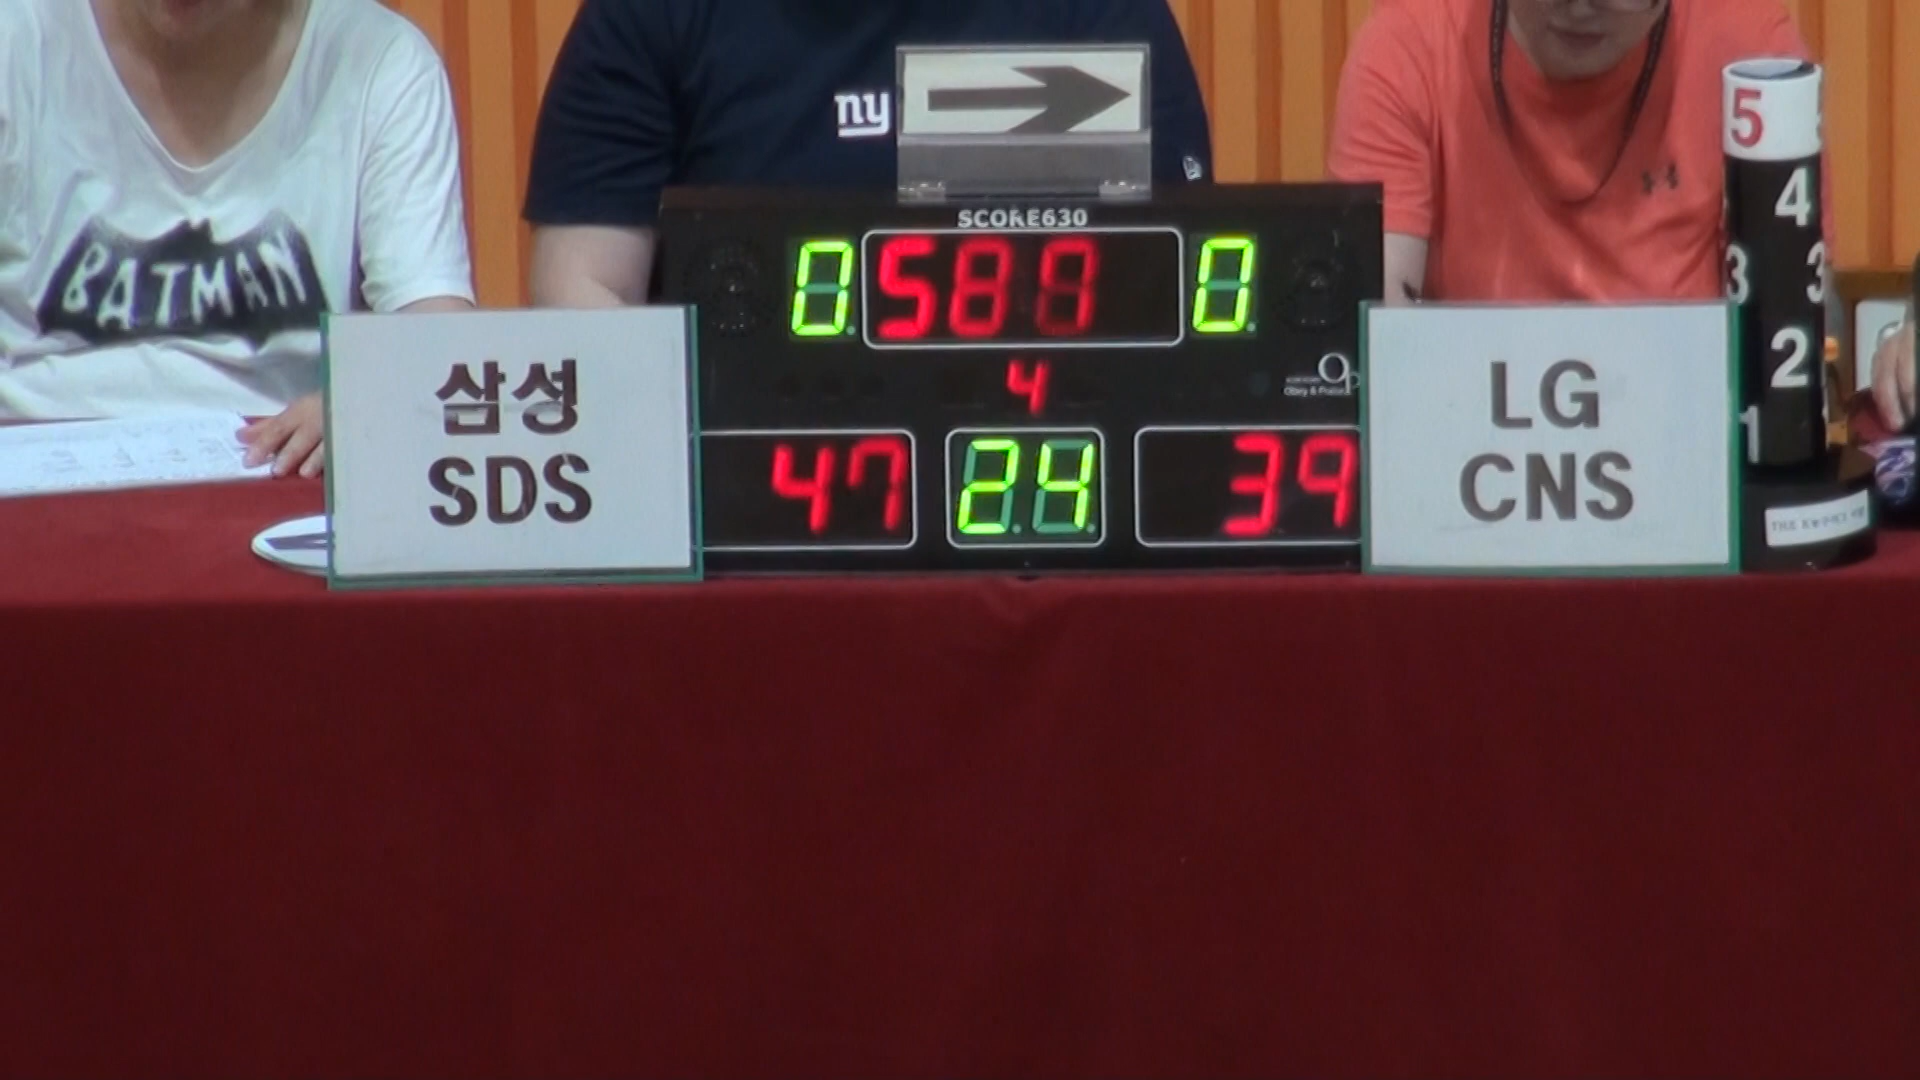 BATMAN
ny
SCORE630
0 587 0
4
47 24 39
삼성
SDS
LG
CNS
5
4
3 3
2
1